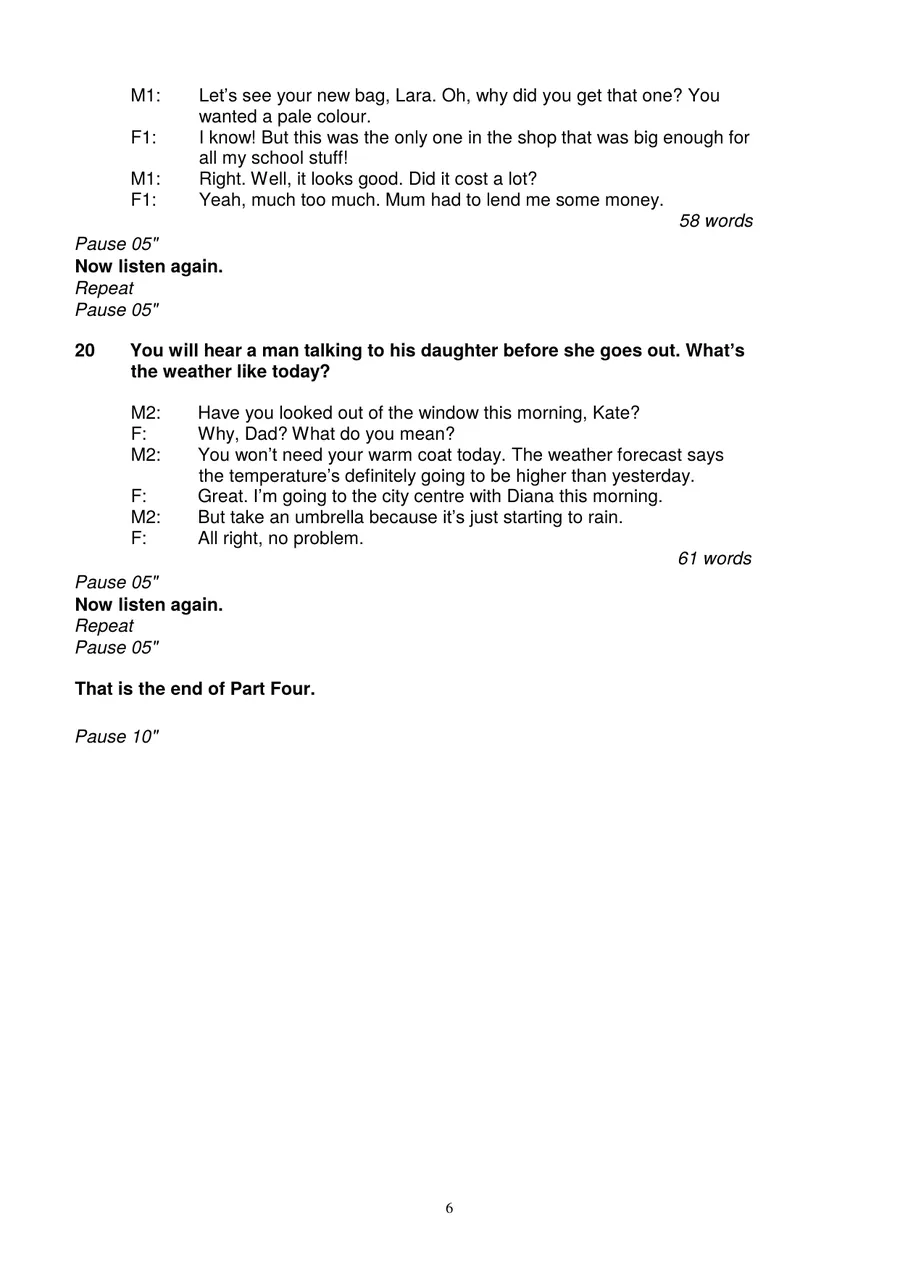 M1: Let’s see your new bag, Lara. Oh, why did you get that one? You
wanted a pale colour.
F1: I know! But this was the only one in the shop that was big enough for
all my school stuff!
M1: Right. Well, it looks good. Did it cost a lot?
F1: Yeah, much too much. Mum had to lend me some money.
58 words
Pause 05"
Now listen again.
Repeat
Pause 05"
20 You will hear a man talking to his daughter before she goes out. What’s
the weather like today?
M2: Have you looked out of the window this morning, Kate?
F: Why, Dad? What do you mean?
M2: You won’t need your warm coat today. The weather forecast says
the temperature’s definitely going to be higher than yesterday.
F: Great. I’m going to the city centre with Diana this morning.
M2: But take an umbrella because it’s just starting to rain.
F: All right, no problem.
61 words
Pause 05"
Now listen again.
Repeat
Pause 05"
That is the end of Part Four.
Pause 10"
6